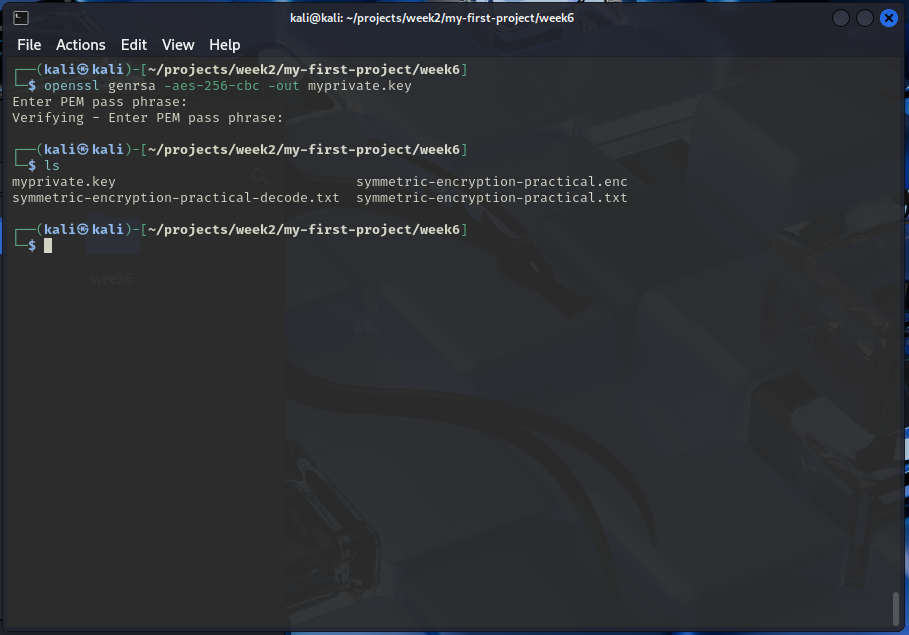 kali@kali: ~/projects/week2/my-first-project/week6
File Actions Edit View Help
┌──(kali㉿kali)-[~/projects/week2/my-first-project/week6]
└─$ openssl genrsa -aes-256-cbc -out myprivate.key
Enter PEM pass phrase:
Verifying - Enter PEM pass phrase:
┌──(kali㉿kali)-[~/projects/week2/my-first-project/week6]
└─$ ls
myprivate.key symmetric-encryption-practical.enc
symmetric-encryption-practical-decode.txt symmetric-encryption-practical.txt
┌──(kali㉿kali)-[~/projects/week2/my-first-project/week6]
└─$
week6